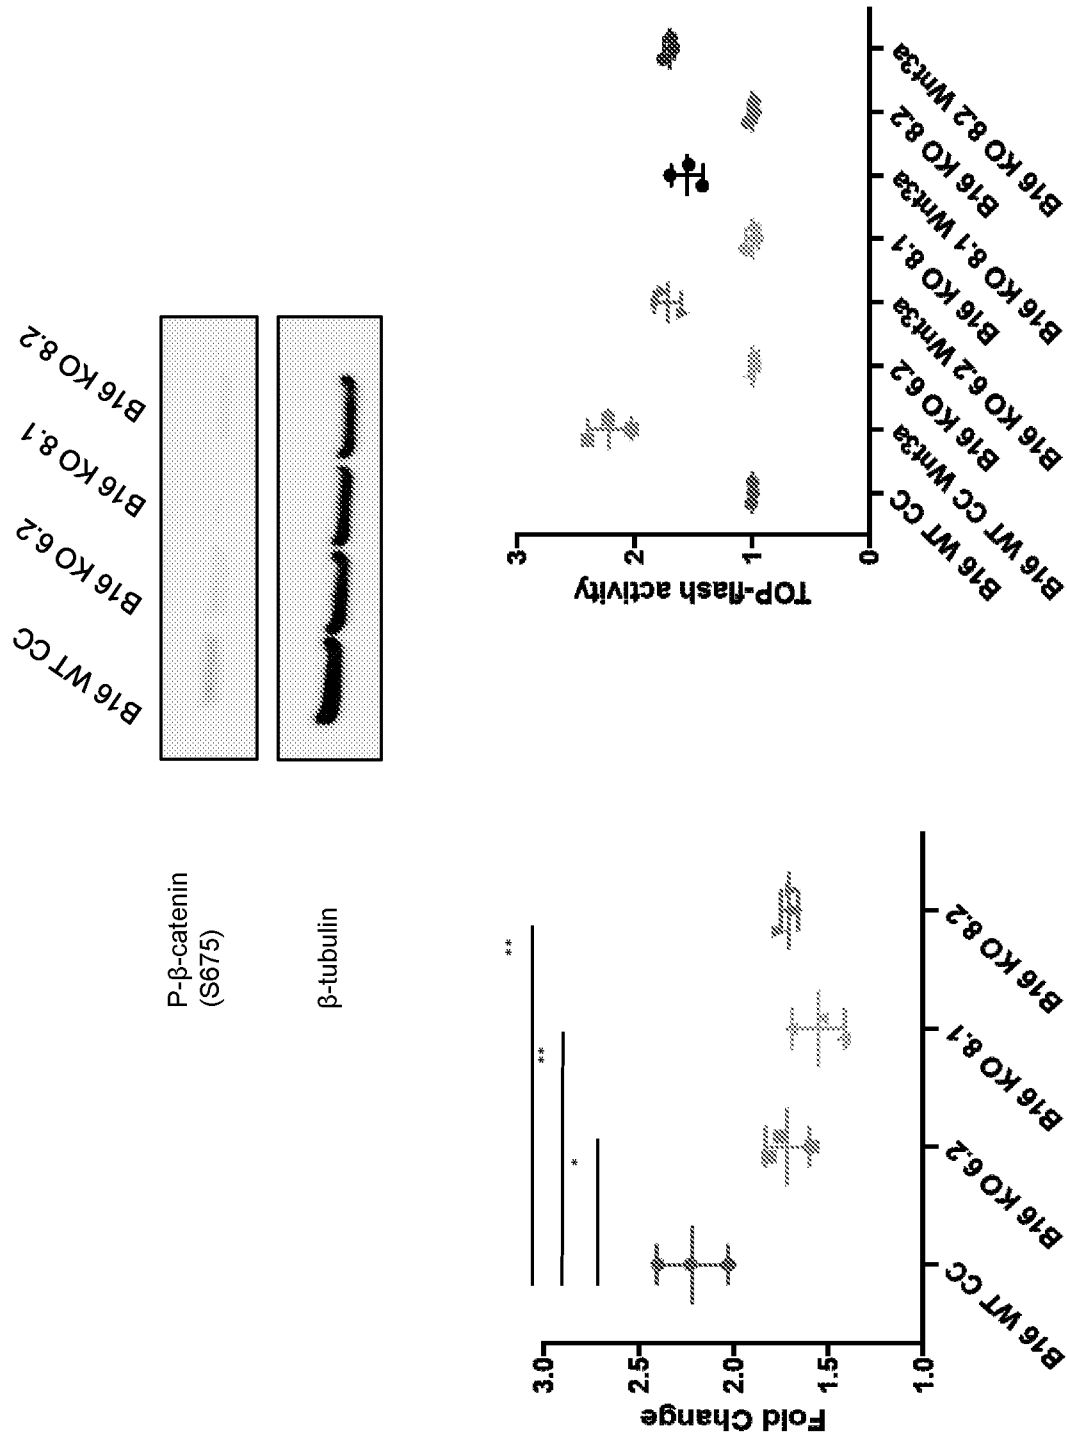 B16 WT CC
B16 KO 6.2
B16 KO 8.1
B16 KO 8.2
P-β-catenin
(S675)
β-tubulin
Fold Change
3.0
2.5
2.0
1.5
1.0
*
**
**
B16 WT CC
B16 KO 6.2
B16 KO 8.1
B16 KO 8.2
TOP-flash activity
3
2
1
0
B16 WT CC
B16 WT CC Wnt3a
B16 KO 6.2
B16 KO 6.2 Wnt3a
B16 KO 8.1
B16 KO 8.1 Wnt3a
B16 KO 8.2
B16 KO 8.2 Wnt3a